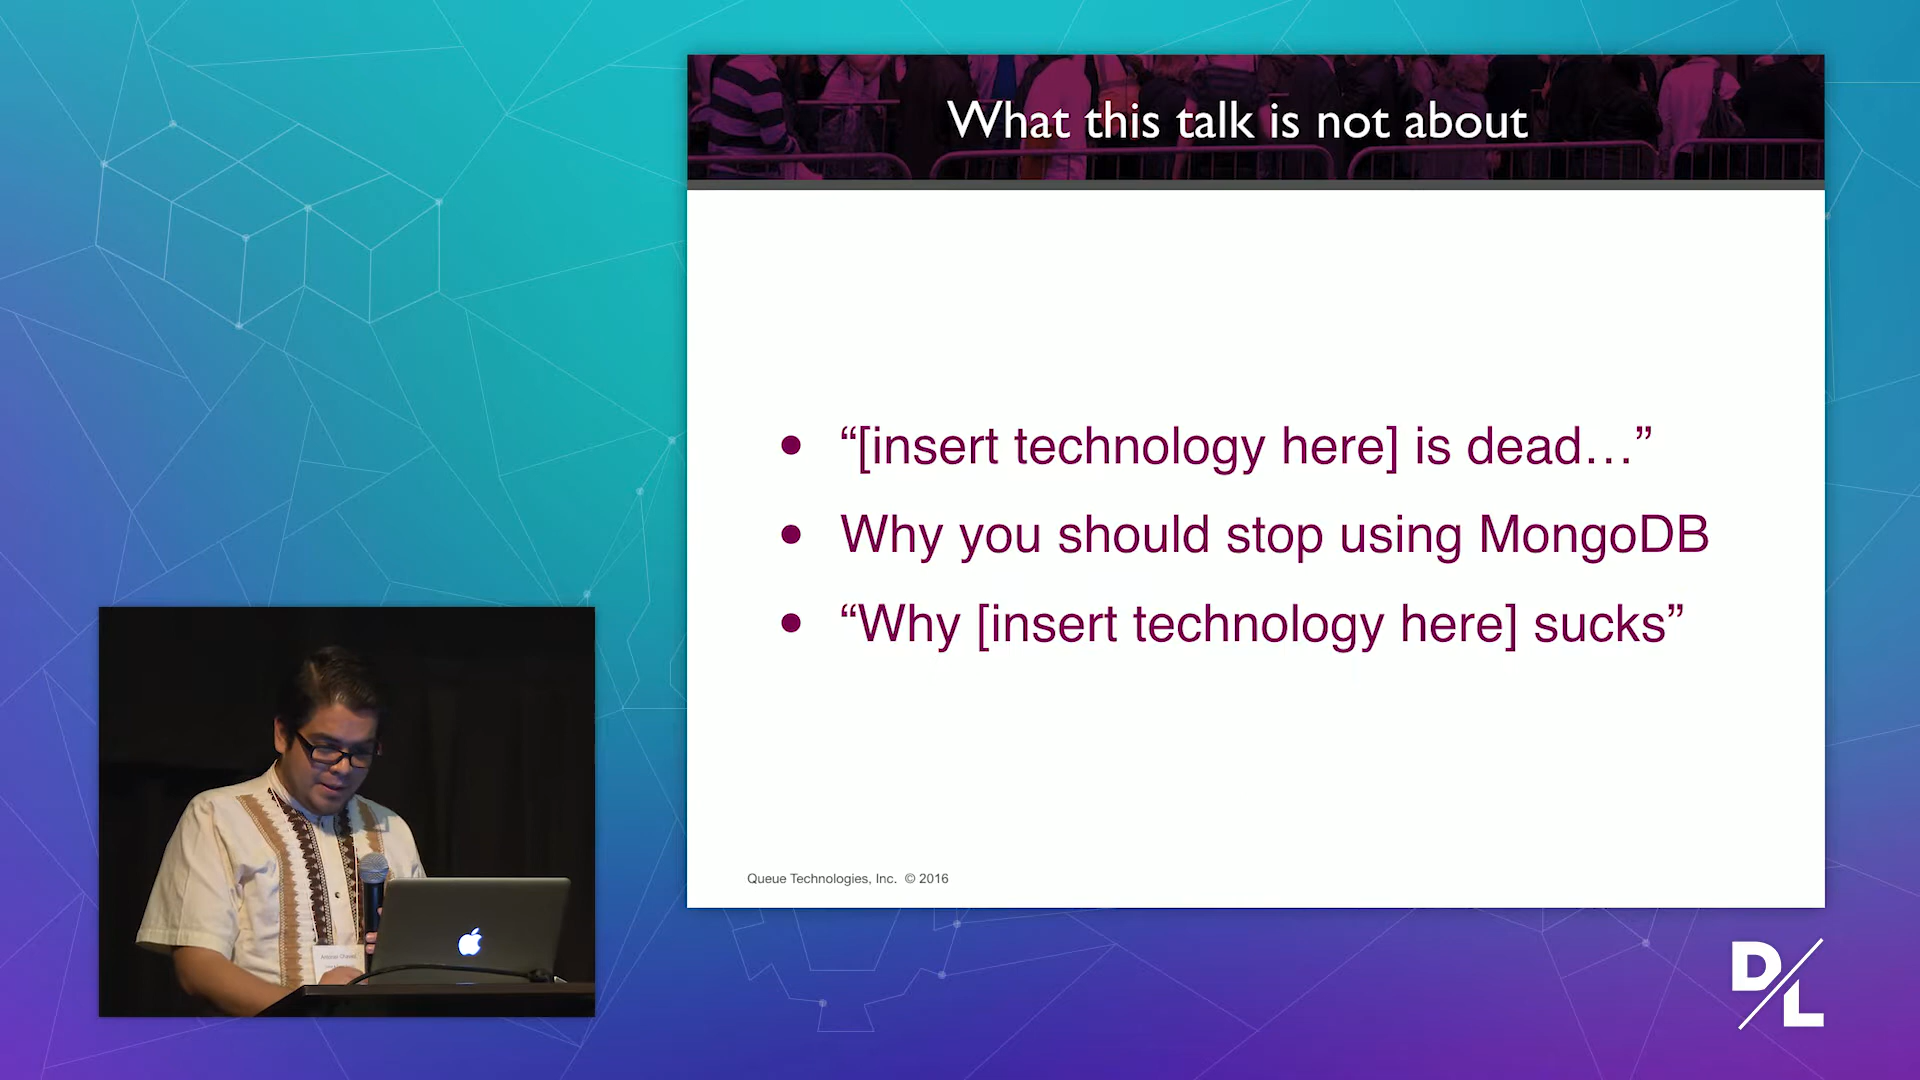 What this talk is not about
• “[insert technology here] is dead…”
• Why you should stop using MongoDB
• “Why [insert technology here] sucks”
Queue Technologies, Inc. © 2016
D/L